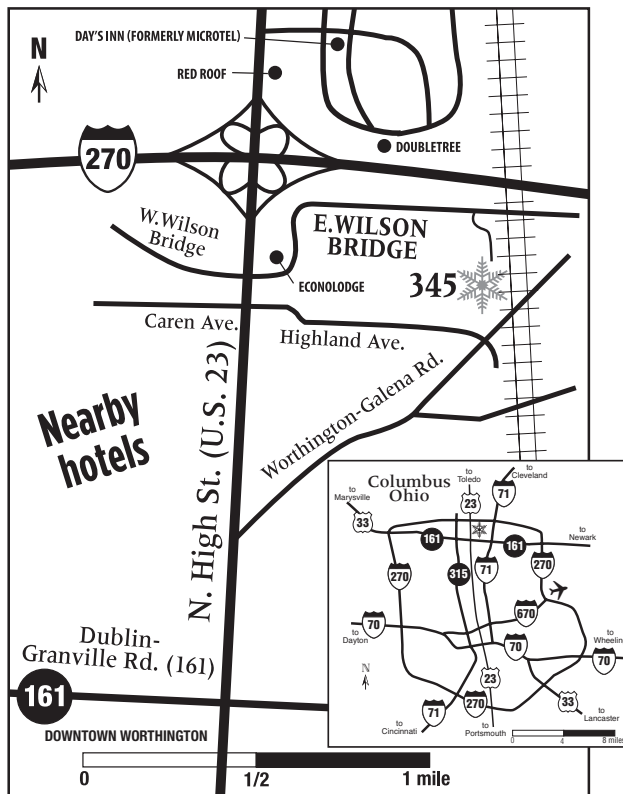 N
DAY'S INN (FORMERLY MICROTEL)
RED ROOF
DOUBLETREE
270
W.Wilson
Bridge
E.WILSON
BRIDGE
ECONOLODGE
345
Caren Ave.
Highland Ave.
Worthington-Galena Rd.
N. High St. (U.S. 23)
Nearby
hotels
Dublin-
Granville Rd. (161)
161
DOWNTOWN WORTHINGTON
0
1/2
1 mile
Columbus
Ohio
to
Toledo
to
Cleveland
to
Marysville
23
71
33
161
161
to
Newark
270
315
71
270
670
70
to
Dayton
70
to
Wheelin
70
N
23
71
270
33
to
Cincinnati
to
Portsmouth
to
Lancaster
0
4
8 miles